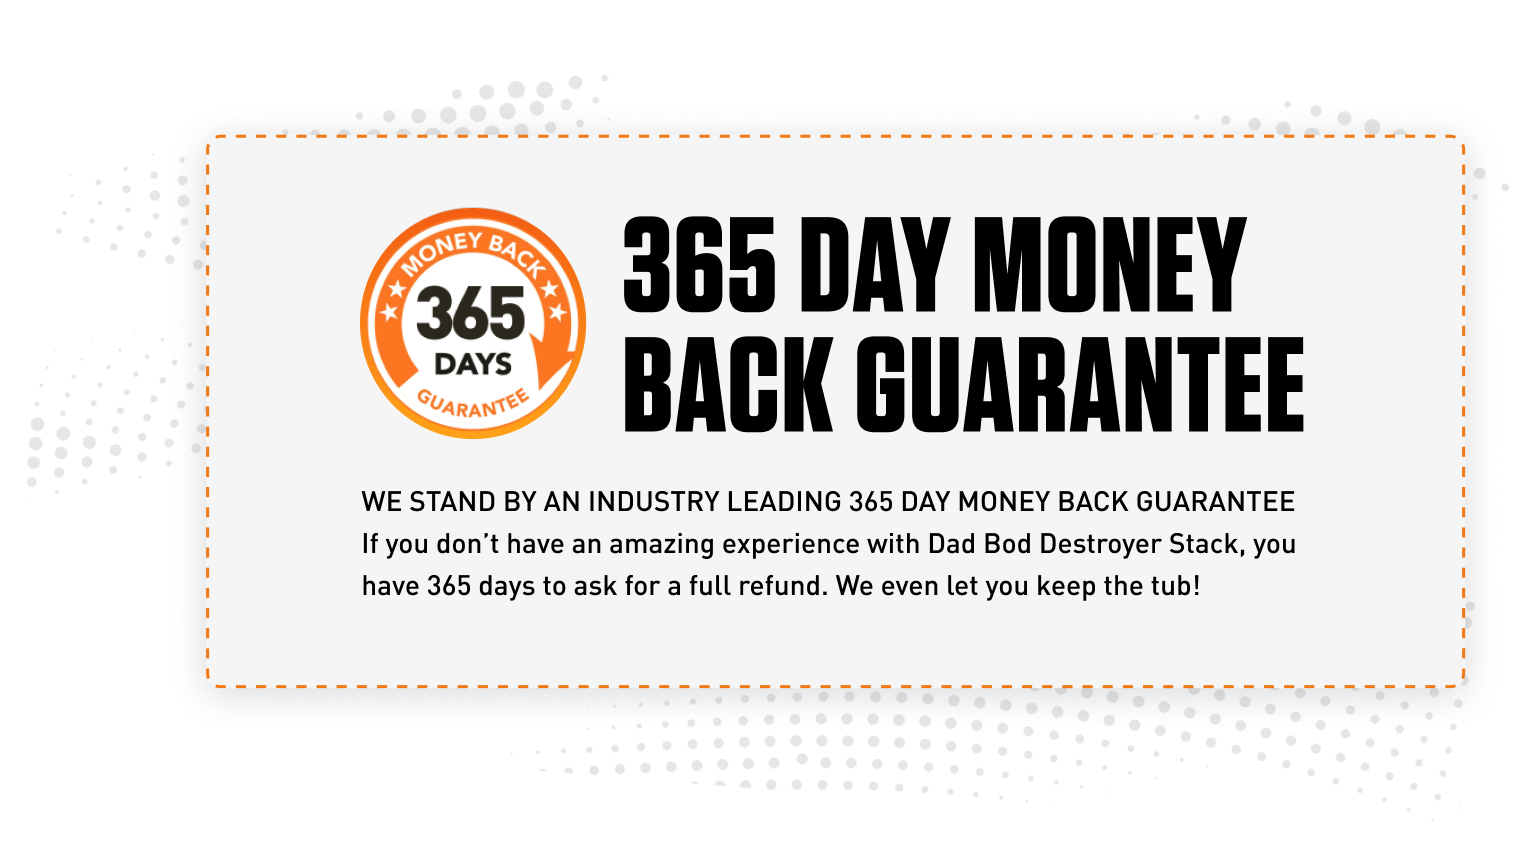 MONEY BACK
365
DAYS
GUARANTEE
365 DAY MONEY
BACK GUARANTEE
WE STAND BY AN INDUSTRY LEADING 365 DAY MONEY BACK GUARANTEE
If you don’t have an amazing experience with Dad Bod Destroyer Stack, you
have 365 days to ask for a full refund. We even let you keep the tub!